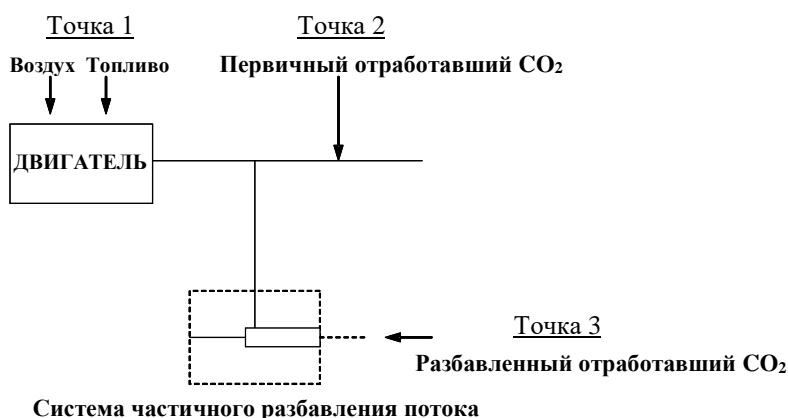 Точка 1 Точка 2
Воздух Топливо Первичный отработавший CO₂
ДВИГАТЕЛЬ
Точка 3
Разбавленный отработавший CO₂
Система частичного разбавления потока